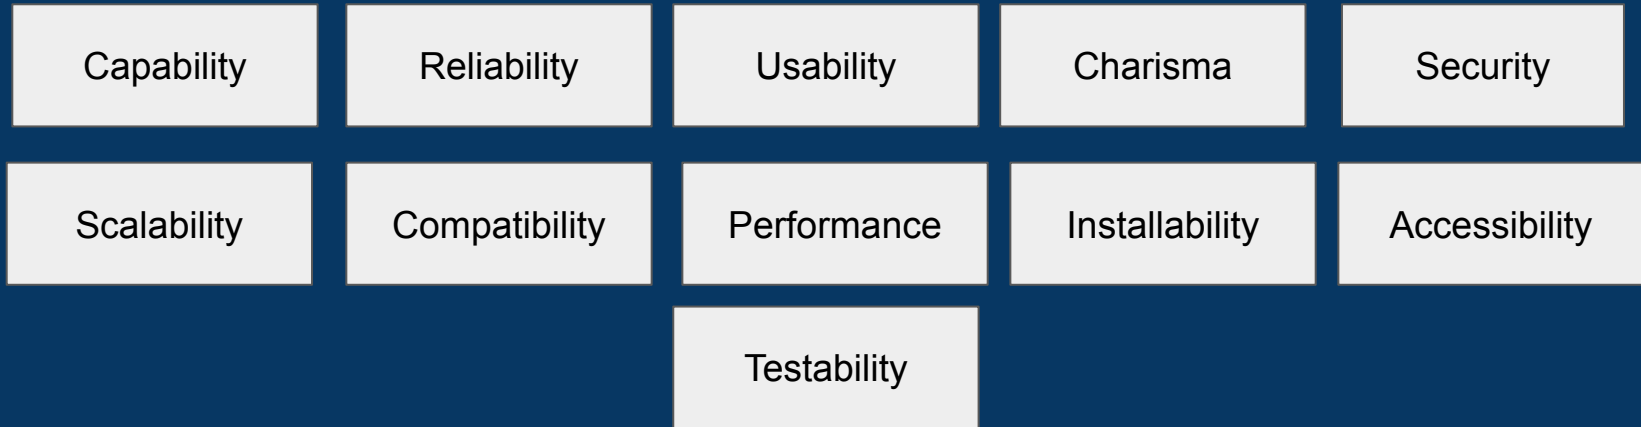 Capability
Reliability
Usability
Charisma
Security
Scalability
Compatibility
Performance
Installability
Accessibility
Testability